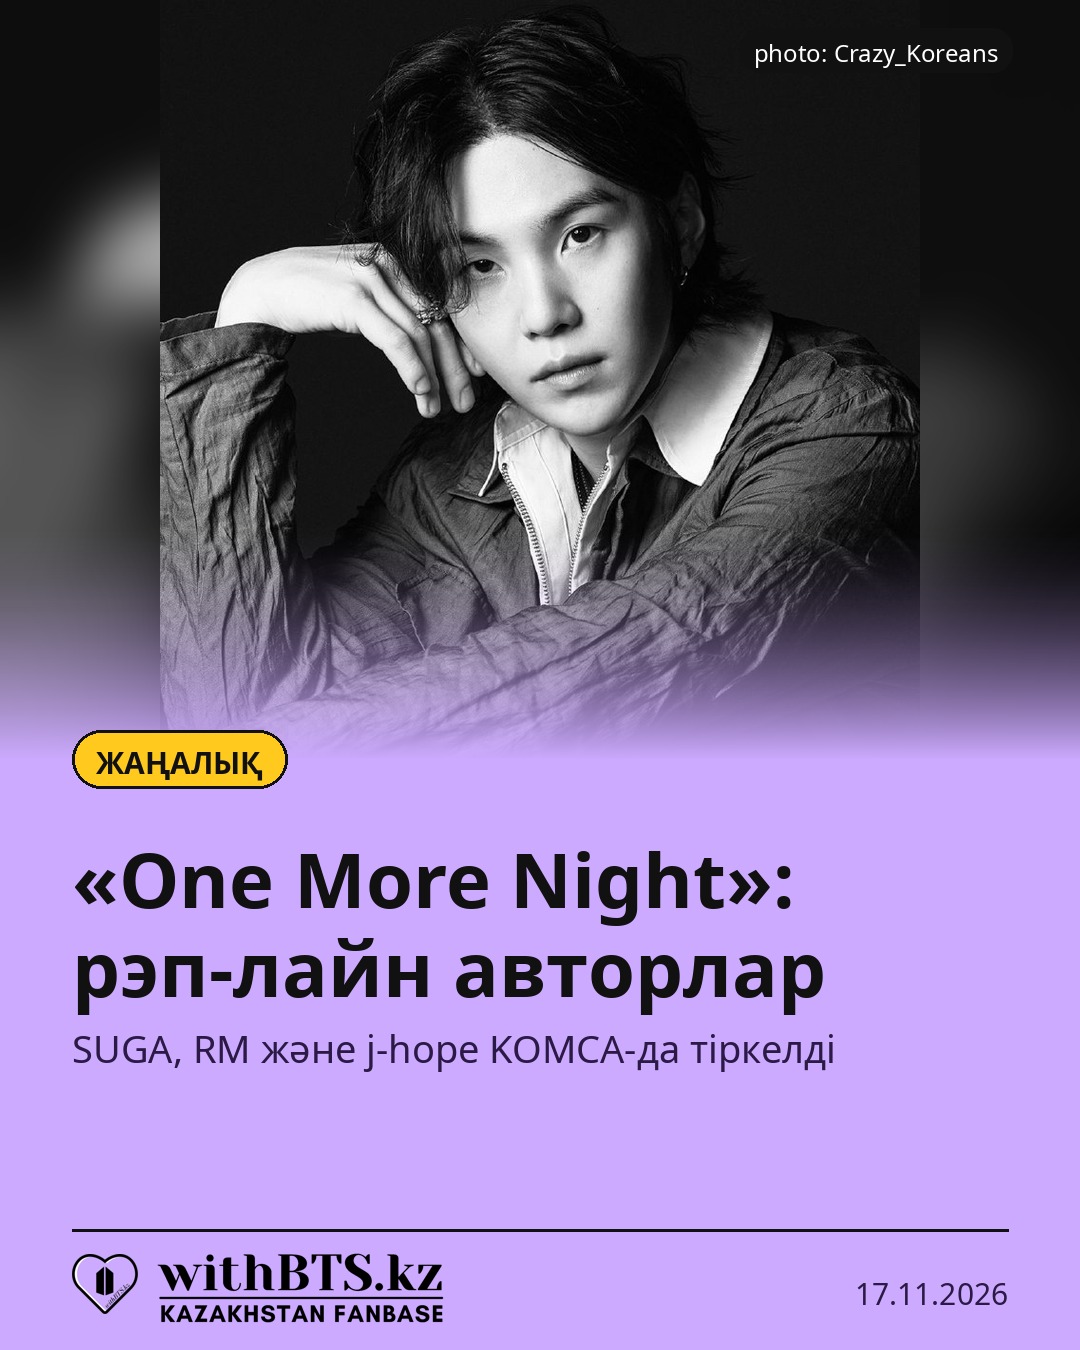 photo: Crazy_Koreans
ЖАҢАЛЫҚ
«One More Night»:
рэп-лайн авторлар
SUGA, RM және j-hope KOMCA-да тіркелді
withBTS.kz
KAZAKHSTAN FANBASE
17.11.2026